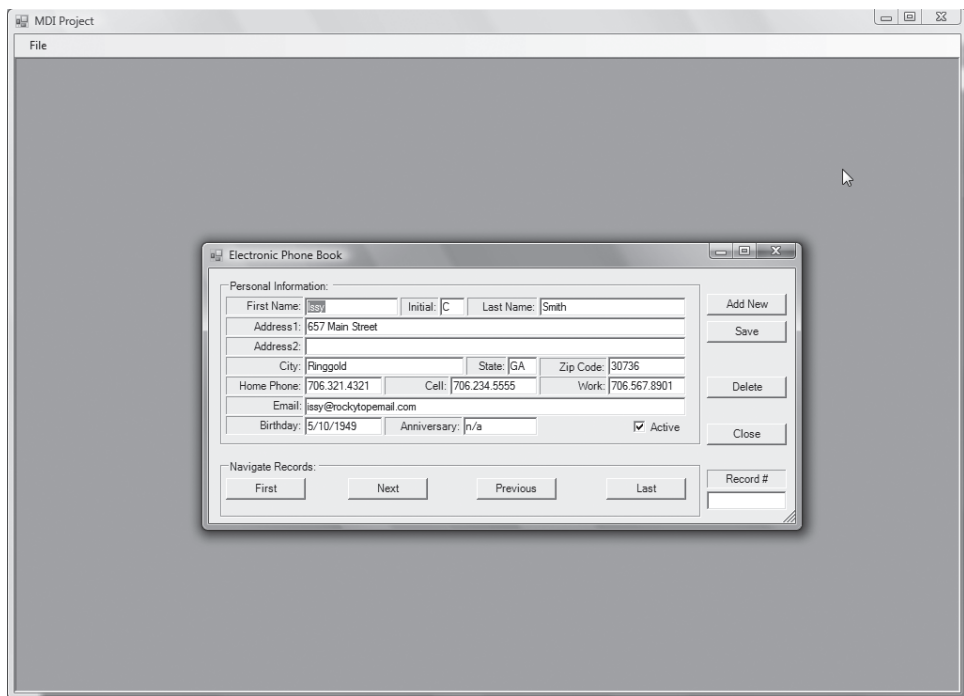 MDI Project
File
Electronic Phone Book
Personal Information:
First Name: Issy Initial: C Last Name: Smith
Address1: 657 Main Street
Address2:
City: Ringgold State: GA Zip Code: 30736
Home Phone: 706.321.4321 Cell: 706.234.5555 Work: 706.567.8901
Email: issy@rockytopemail.com
Birthday: 5/10/1949 Anniversary: n/a Active
Add New
Save
Delete
Close
Navigate Records:
First Next Previous Last
Record #